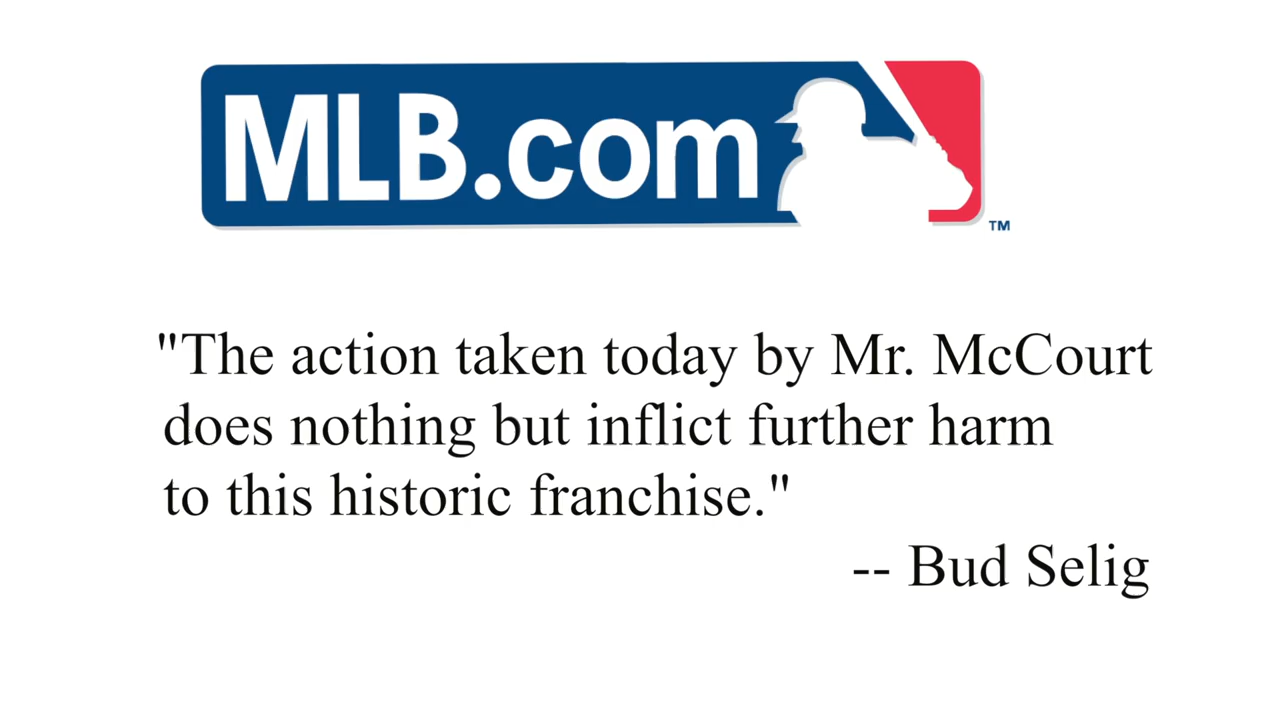 MLB.com
TM
"The action taken today by Mr. McCourt
does nothing but inflict further harm
to this historic franchise."
-- Bud Selig